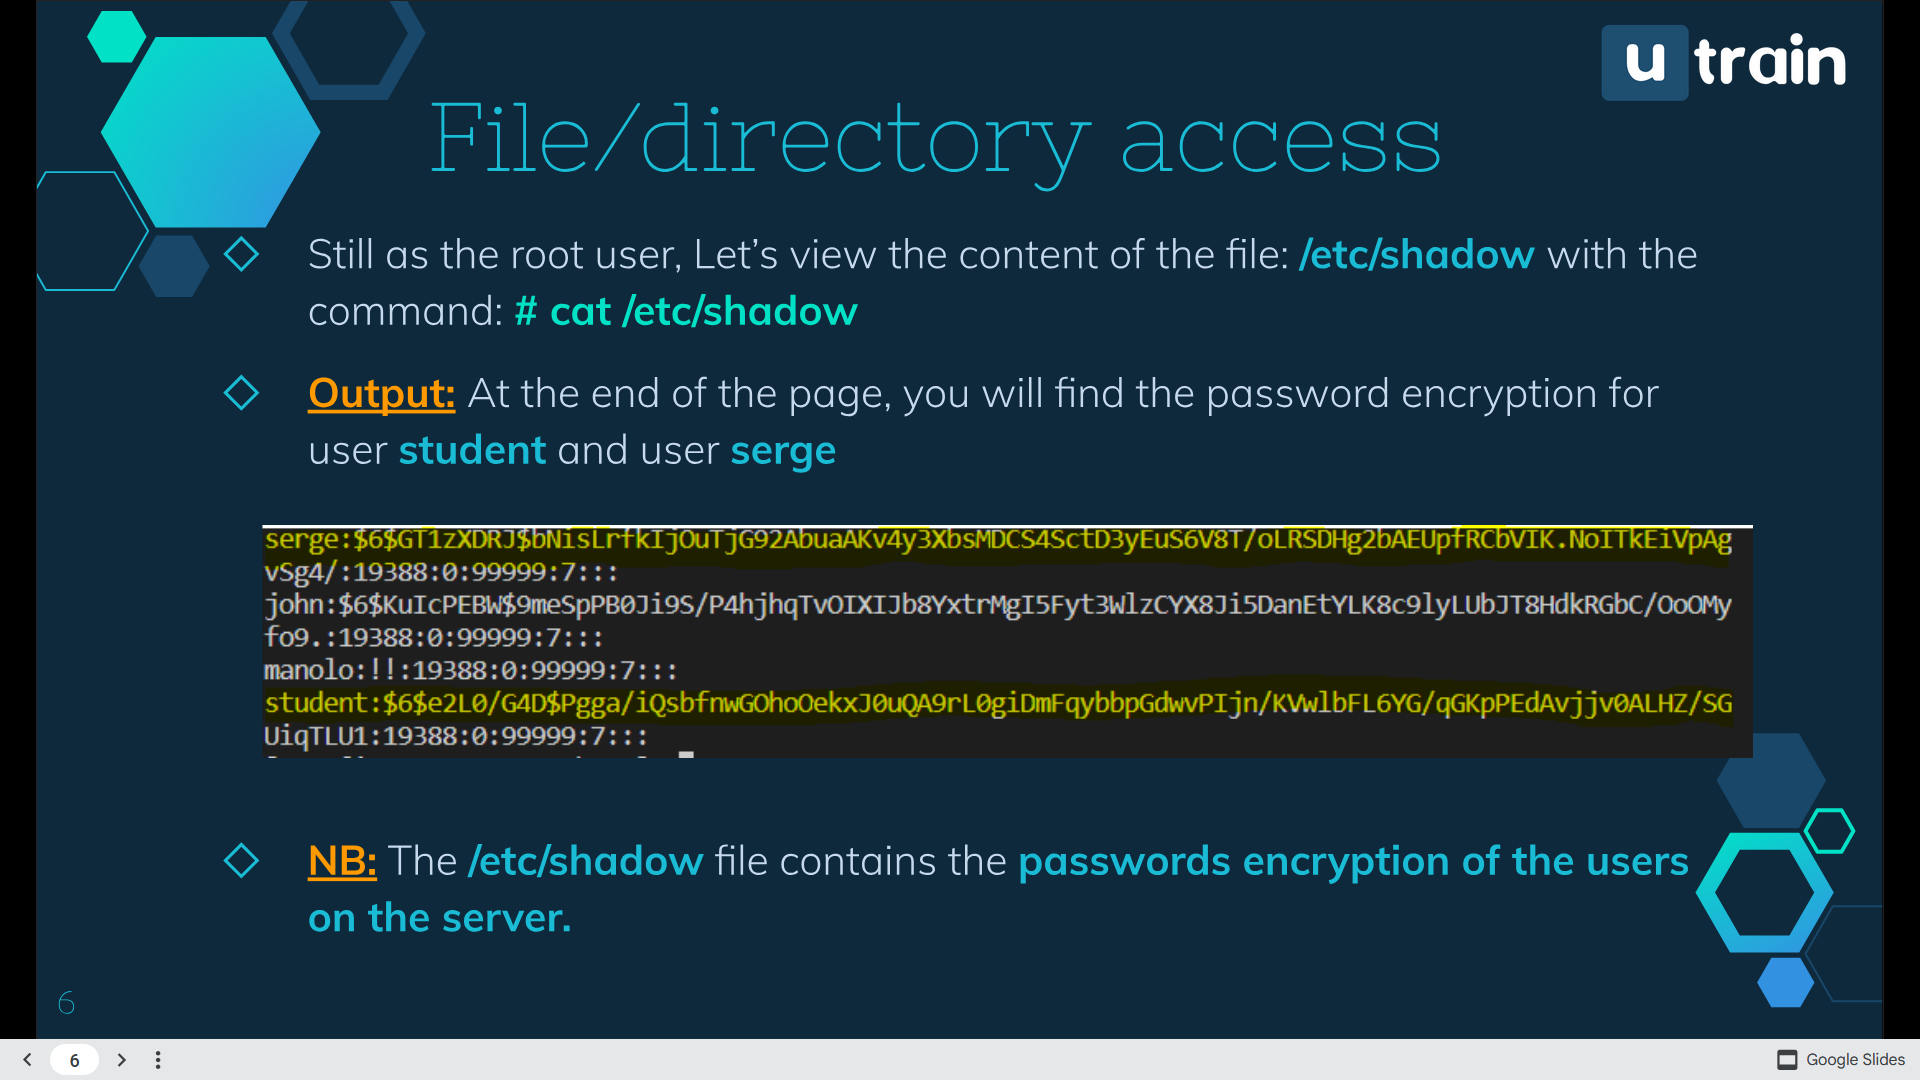 u train
File/directory access
Still as the root user, Let’s view the content of the file: /etc/shadow with the
command: # cat /etc/shadow
Output: At the end of the page, you will find the password encryption for
user student and user serge
serge:$6$GT1zXDRJ$bNisLrfkIjOuTjG92AbuaAKv4y3XbsMDCS4SctD3yEuS6V8T/oLRSDHg2bAEUpfRCbVIK.NoITkEiVpAg
vSg4/:19388:0:99999:7:::
john:$6$KuIcPEBW$9meSpPB0Ji9S/P4hjhqTvOIXIJb8YxtrMgI5Fyt3WlzCYX8Ji5DanEtYLK8c9lyLUbJT8HdkRGbC/OoOMy
fo9.:19388:0:99999:7:::
manolo:!!:19388:0:99999:7:::
student:$6$e2L0/G4D$Pgga/iQsbfnwGOhoOekxJ0uQA9rL0giDmFqybbpGdwvPIjn/KVwlbFL6YG/qGKpPEdAvjjv0ALHZ/SG
UiqTLU1:19388:0:99999:7:::
NB: The /etc/shadow file contains the passwords encryption of the users
on the server.
6
6
Google Slides